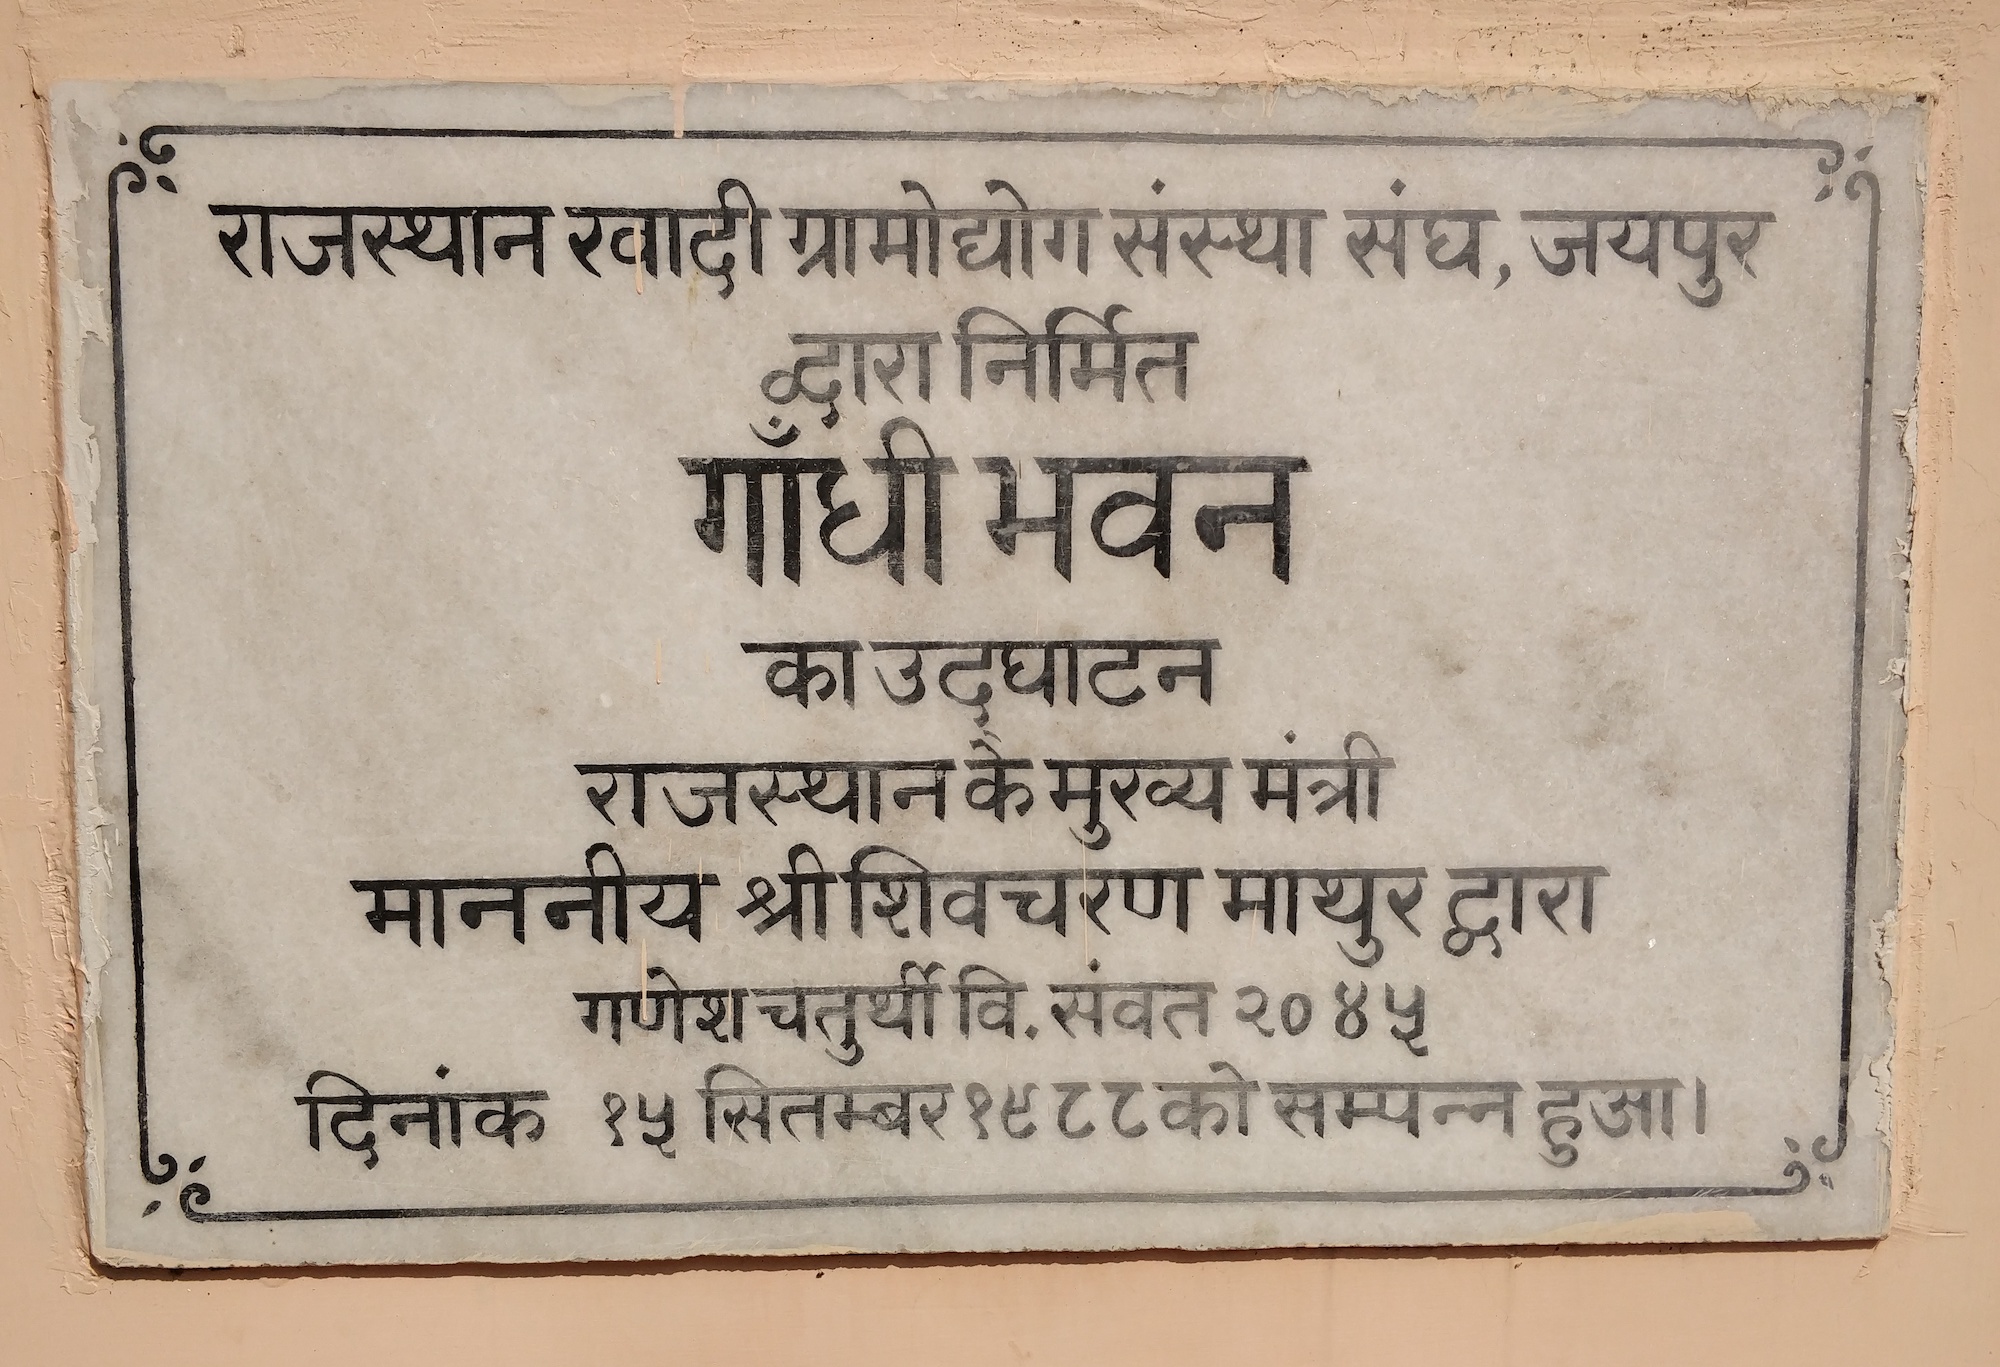 राजस्थान खादी ग्रामोद्योग संस्था संघ, जयपुर
द्वारा निर्मित
गाँधी भवन
का उद्घाटन
राजस्थान के मुख्य मंत्री
माननीय श्री शिवचरण माथुर द्वारा
गणेश चतुर्थी वि. संवत २०४५
दिनांक १५ सितम्बर १९८८ को सम्पन्न हुआ।